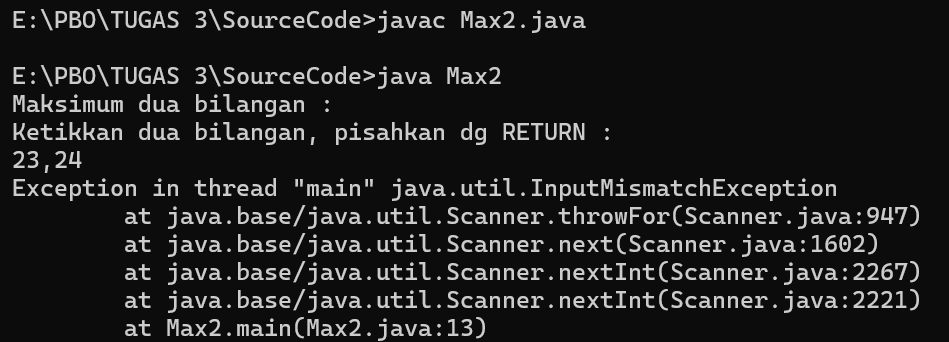 E:\PBO\TUGAS 3\SourceCode>javac Max2.java
E:\PBO\TUGAS 3\SourceCode>java Max2
Maksimum dua bilangan :
Ketikkan dua bilangan, pisahkan dg RETURN :
23,24
Exception in thread "main" java.util.InputMismatchException
        at java.base/java.util.Scanner.throwFor(Scanner.java:947)
        at java.base/java.util.Scanner.next(Scanner.java:1602)
        at java.base/java.util.Scanner.nextInt(Scanner.java:2267)
        at java.base/java.util.Scanner.nextInt(Scanner.java:2221)
        at Max2.main(Max2.java:13)